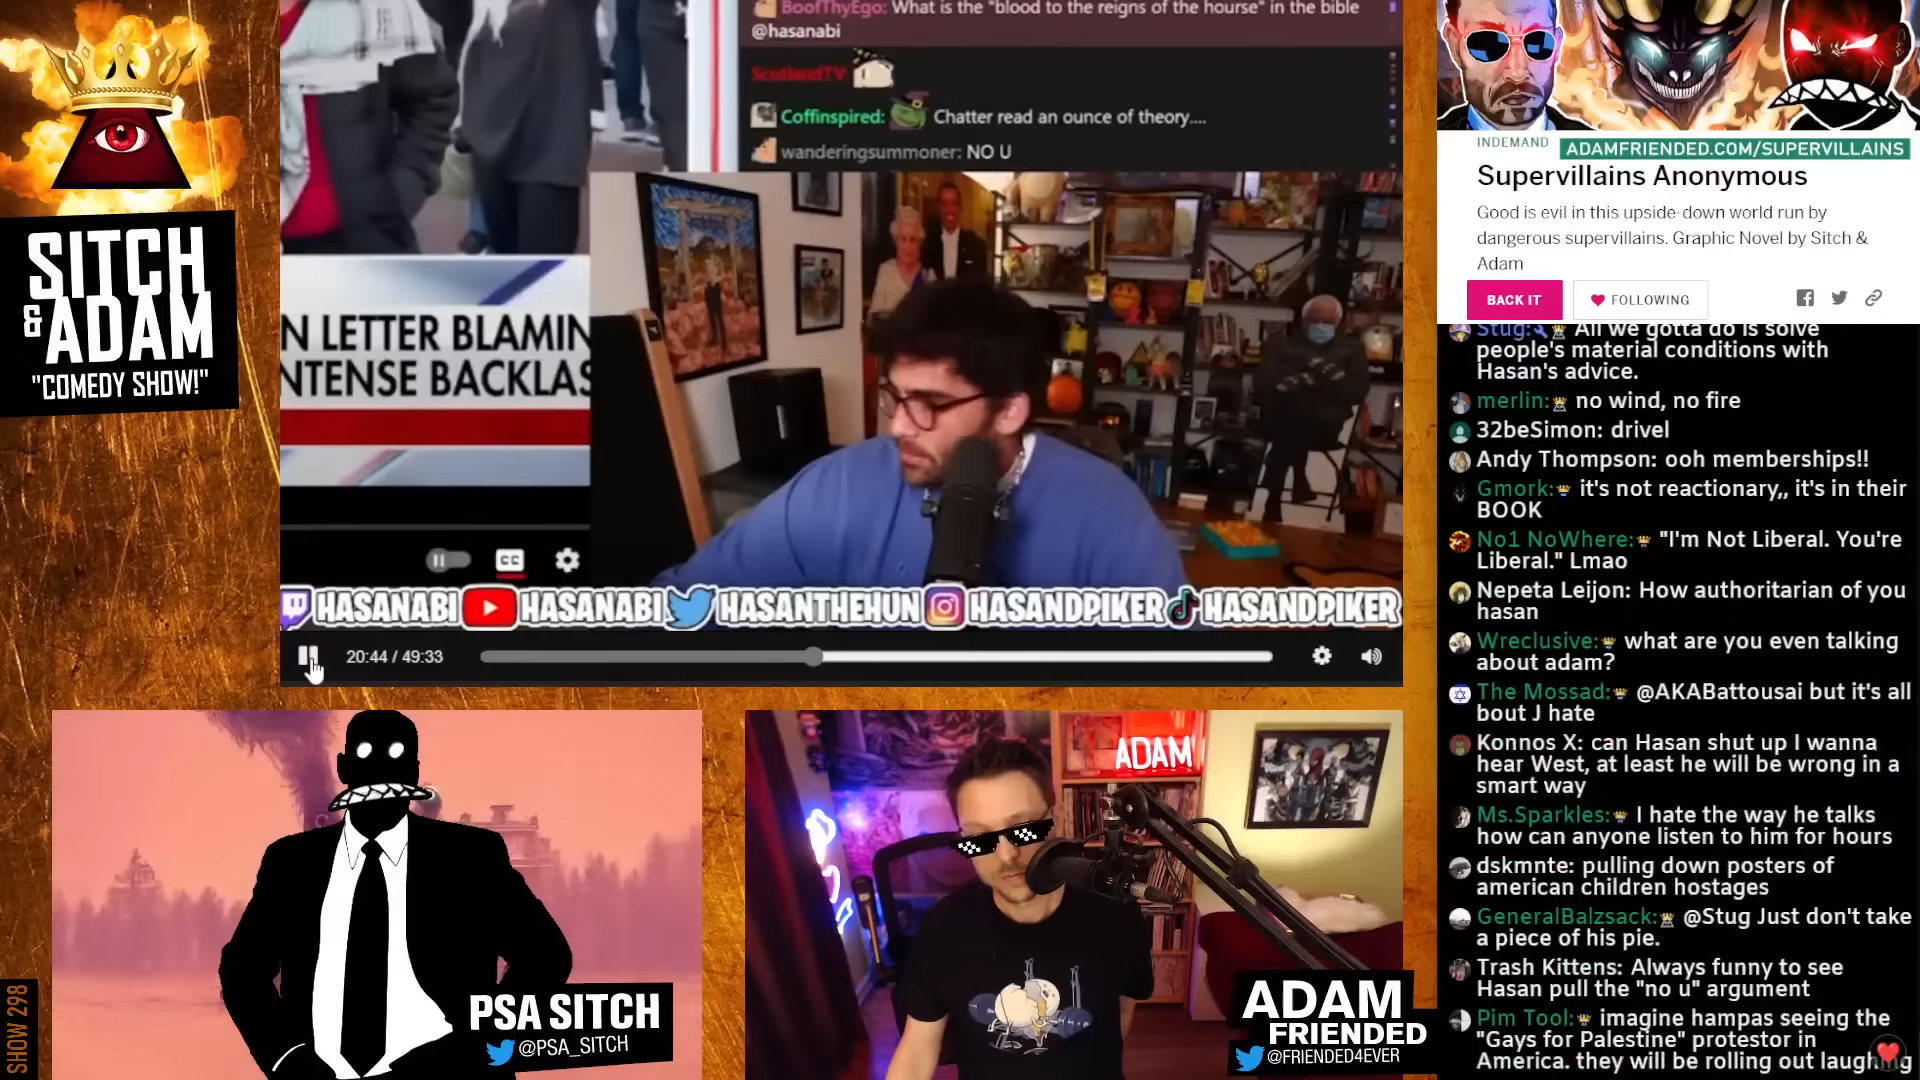 SITCH
& ADAM
"COMEDY SHOW!"
SHOW 298
BoofThyEgo: What is the "blood to the reigns of the hourse" in the bible
@hasanabi
ScotlandTV:
Coffinspired: Chatter read an ounce of theory....
wanderingsummoner: NO U
N LETTER BLAMIN
NTENSE BACKLAS
CC
HASANABI HASANABI HASANTHEHUN HASANDPIKER HASANDPIKER
20:44 / 49:33
PSA SITCH
@PSA_SITCH
ADAM
ADAM
FRIENDED
@FRIENDED4EVER
INDEMAND
ADAMFRIENDED.COM/SUPERVILLAINS
Supervillains Anonymous
Good is evil in this upside-down world run by
dangerous supervillains. Graphic Novel by Sitch &
Adam
BACK IT
FOLLOWING
Stug: All we gotta do is solve
people's material conditions with
Hasan's advice.
merlin: no wind, no fire
32beSimon: drivel
Andy Thompson: ooh memberships!!
Gmork: it's not reactionary,, it's in their
BOOK
No1 NoWhere: "I'm Not Liberal. You're
Liberal." Lmao
Nepeta Leijon: How authoritarian of you
hasan
Wreclusive: what are you even talking
about adam?
The Mossad: @AKABattousai but it's all
bout J hate
Konnos X: can Hasan shut up I wanna
hear West, at least he will be wrong in a
smart way
Ms.Sparkles: I hate the way he talks
how can anyone listen to him for hours
dskmnte: pulling down posters of
american children hostages
GeneralBalzsack: @Stug Just don't take
a piece of his pie.
Trash Kittens: Always funny to see
Hasan pull the "no u" argument
Pim Tool: imagine hampas seeing the
"Gays for Palestine" protestor in
America. they will be rolling out laughing